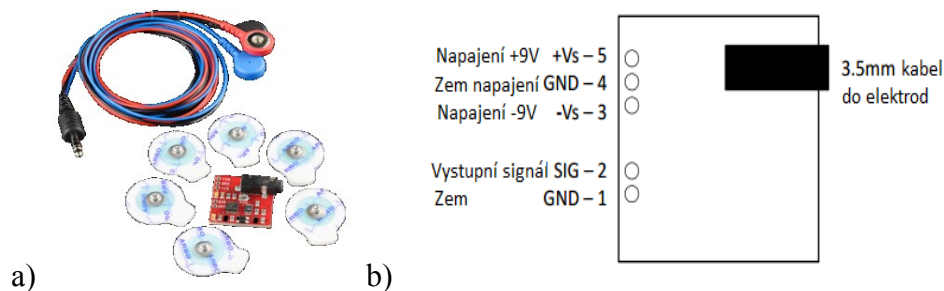 Napajení +9V +Vs – 5
Zem napajení GND – 4
Napajení -9V -Vs – 3
3.5mm kabel
do elektrod
Vystupní signál SIG – 2
Zem GND – 1
a)
b)